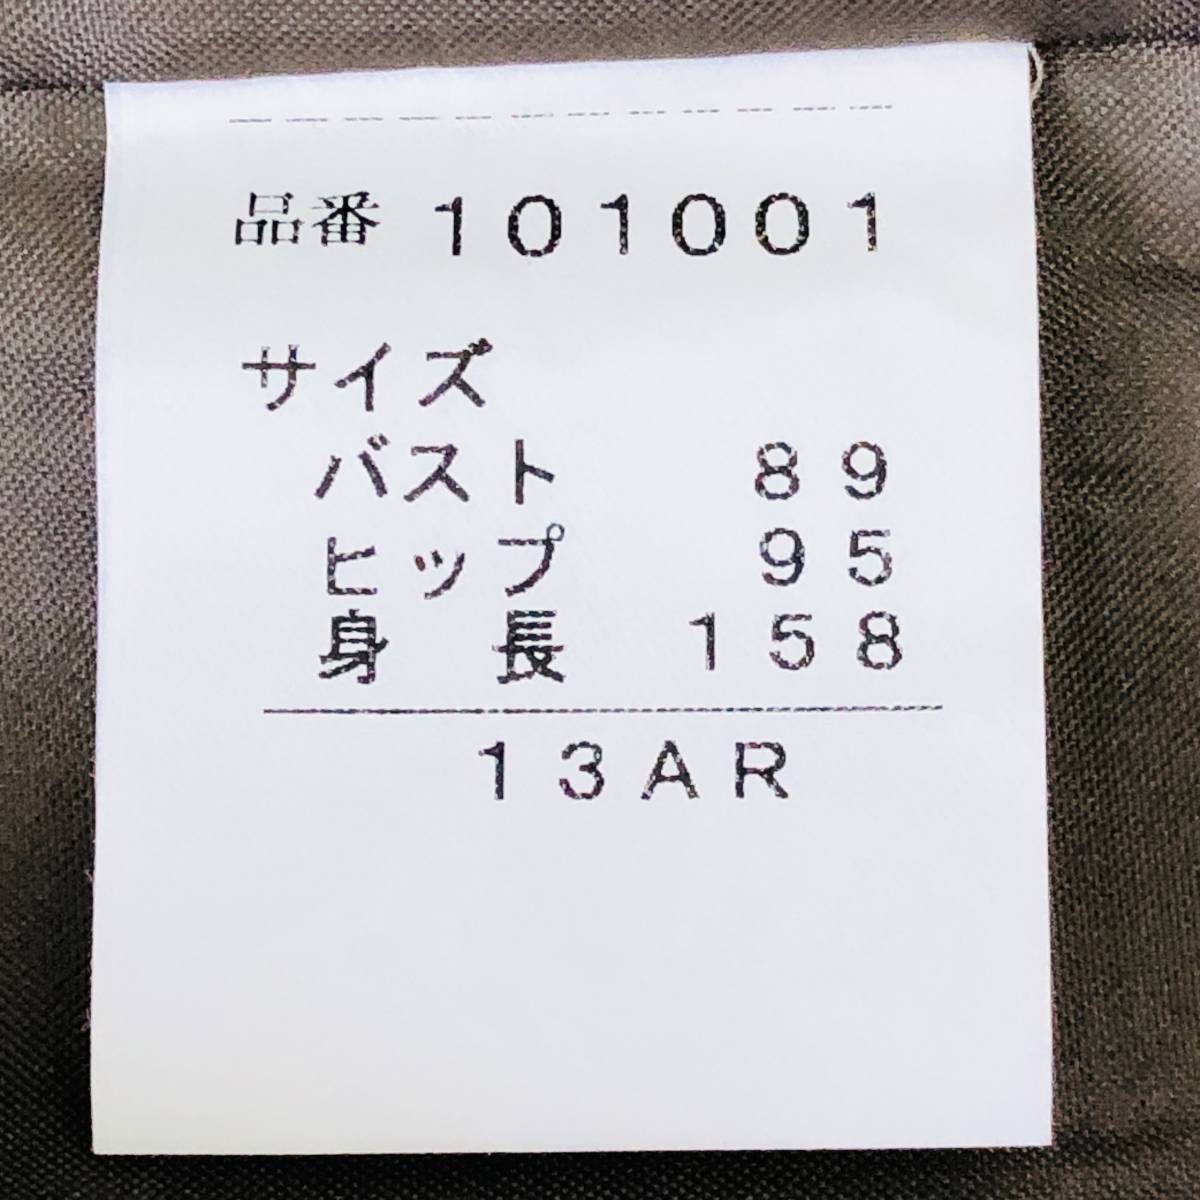 品番 101001
サイズ
バスト 89
ヒップ 95
身長 158
13AR